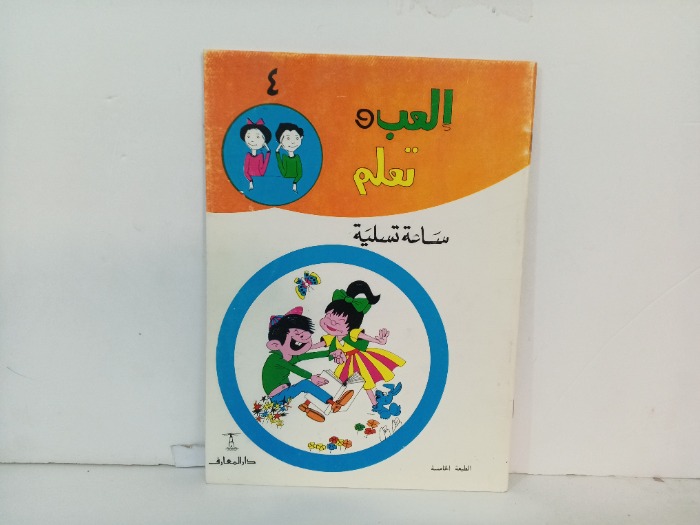 ٤
إلعب و
تعلم
ساعة تسلية
دار المعارف
الطبعة الخامسة